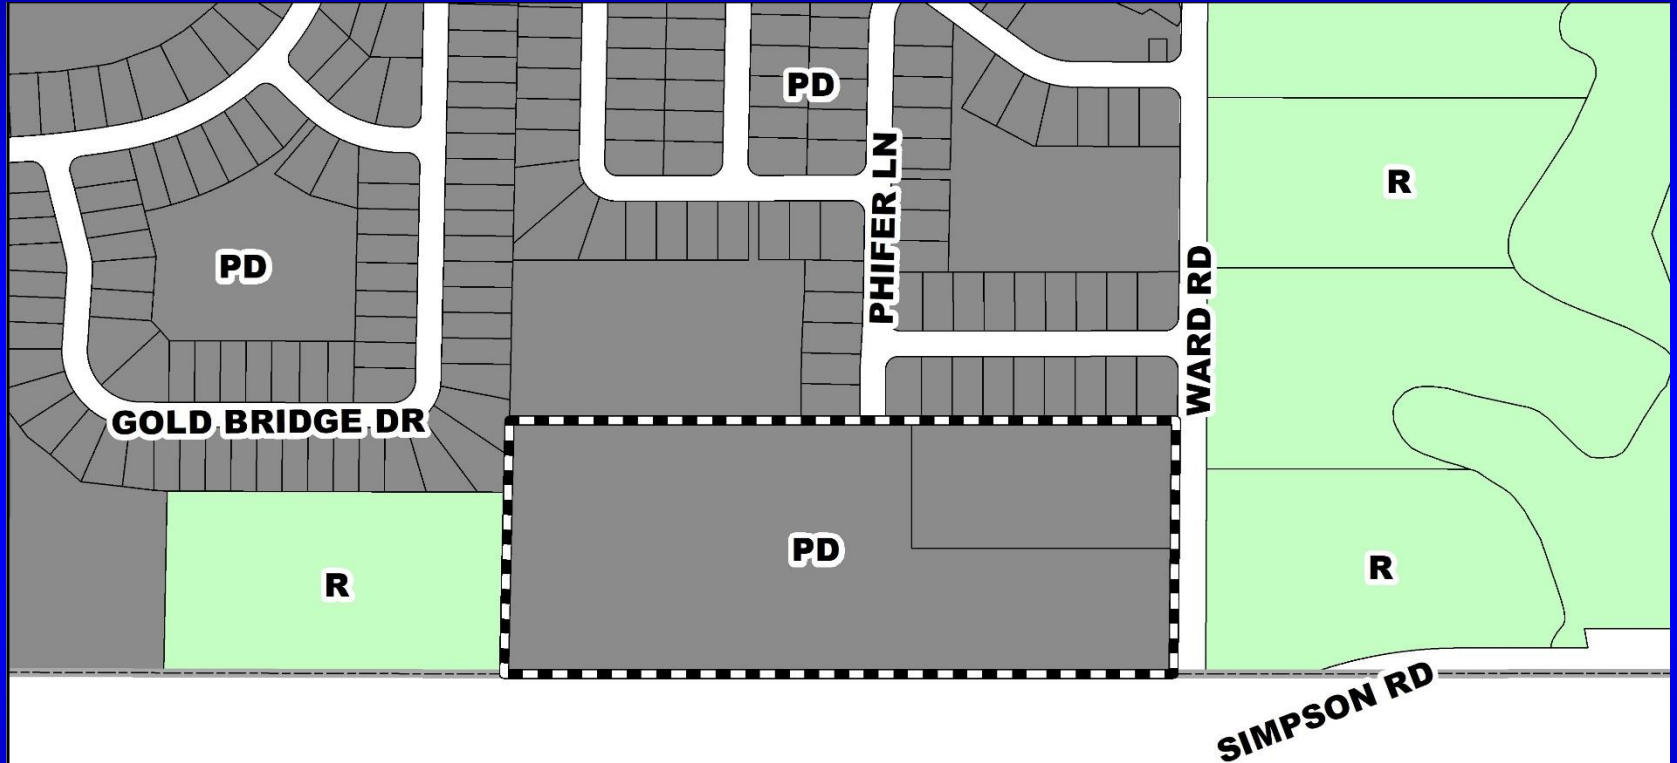 PD
R
PHIFER LN
PD
WARD RD
GOLD BRIDGE DR
PD
R
R
SIMPSON RD